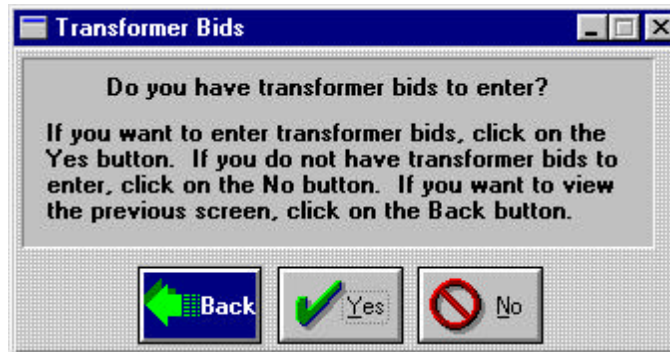 Transformer Bids
Do you have transformer bids to enter?
If you want to enter transformer bids, click on the
Yes button. If you do not have transformer bids to
enter, click on the No button. If you want to view
the previous screen, click on the Back button.
Back Yes No